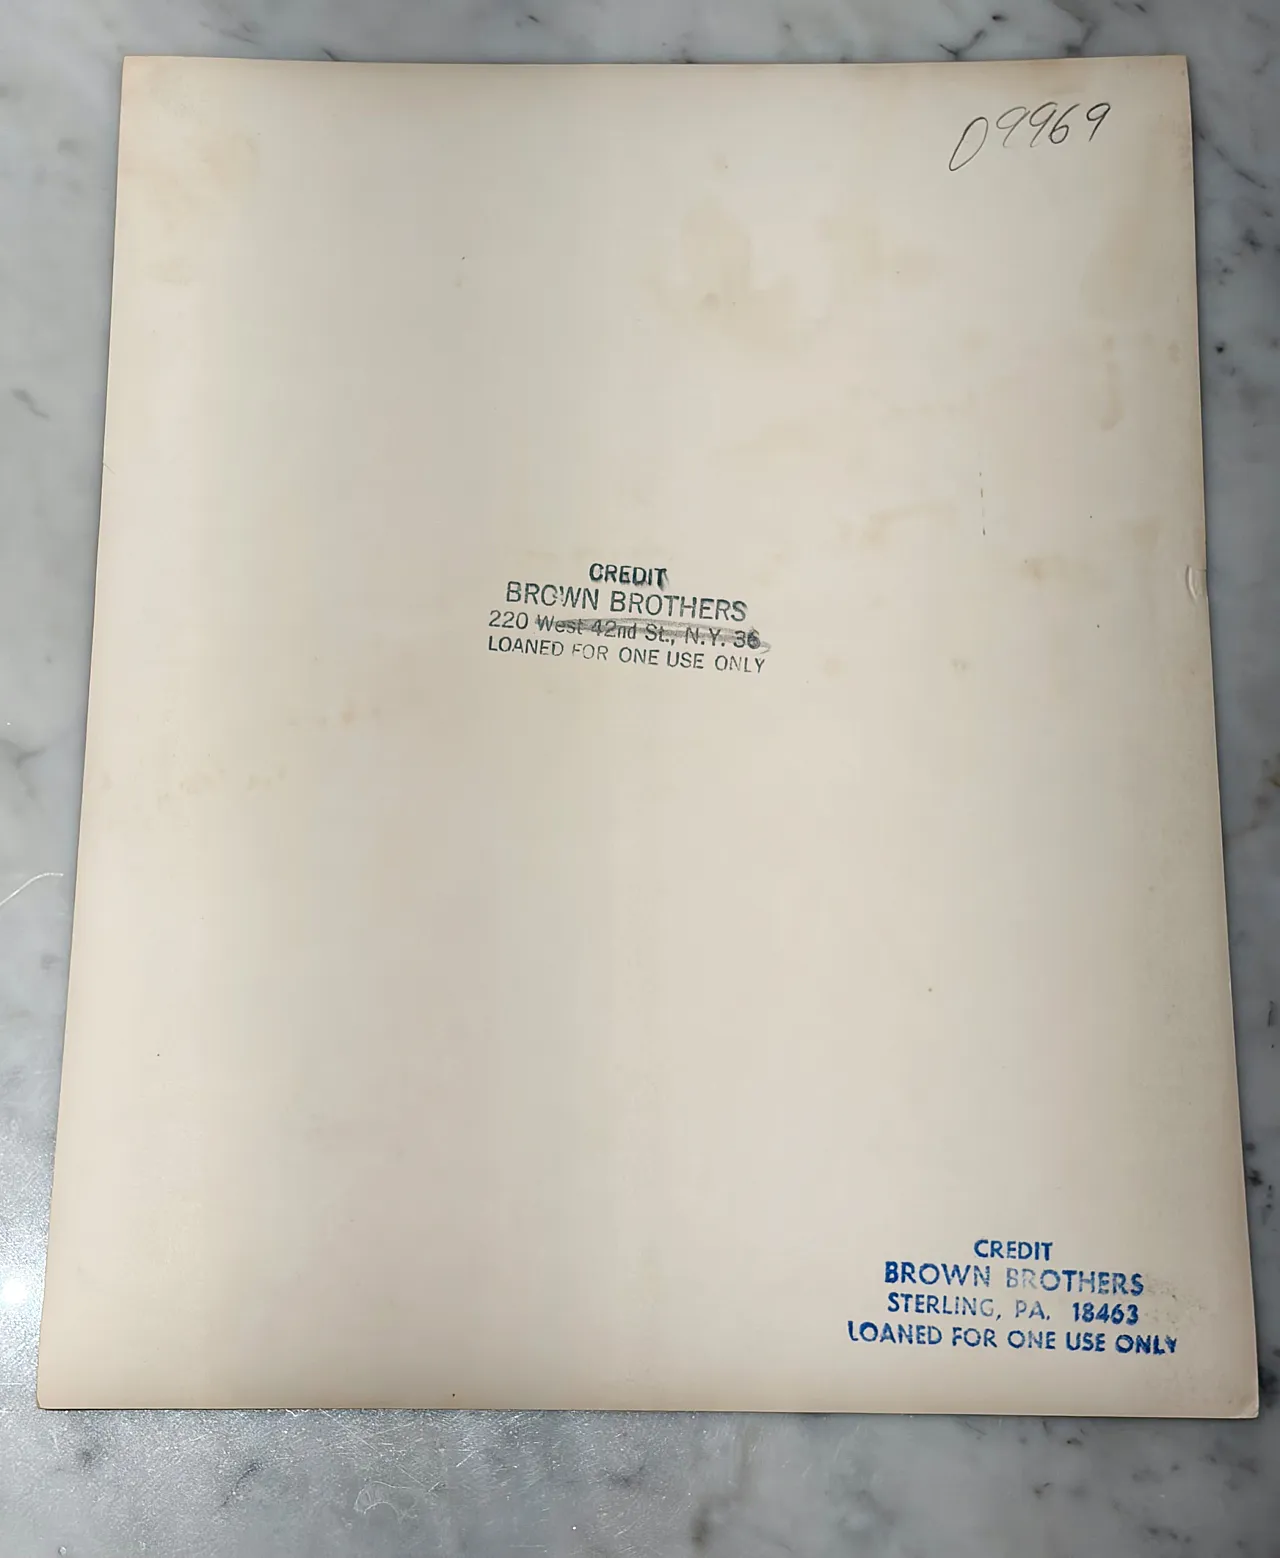 D9969
CREDIT
BROWN BROTHERS
220 West 42nd St., N.Y. 36
LOANED FOR ONE USE ONLY
CREDIT
BROWN BROTHERS
STERLING, PA. 18463
LOANED FOR ONE USE ONLY